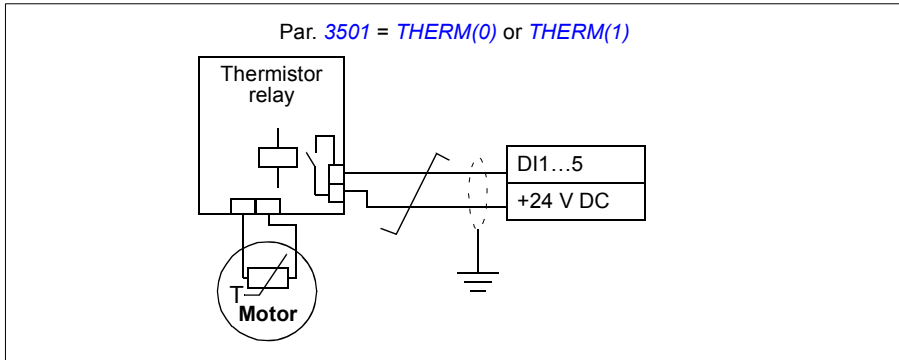 Par. 3501 = THERM(0) or THERM(1)
Thermistor
relay
DI1…5
+24 V DC
T
Motor